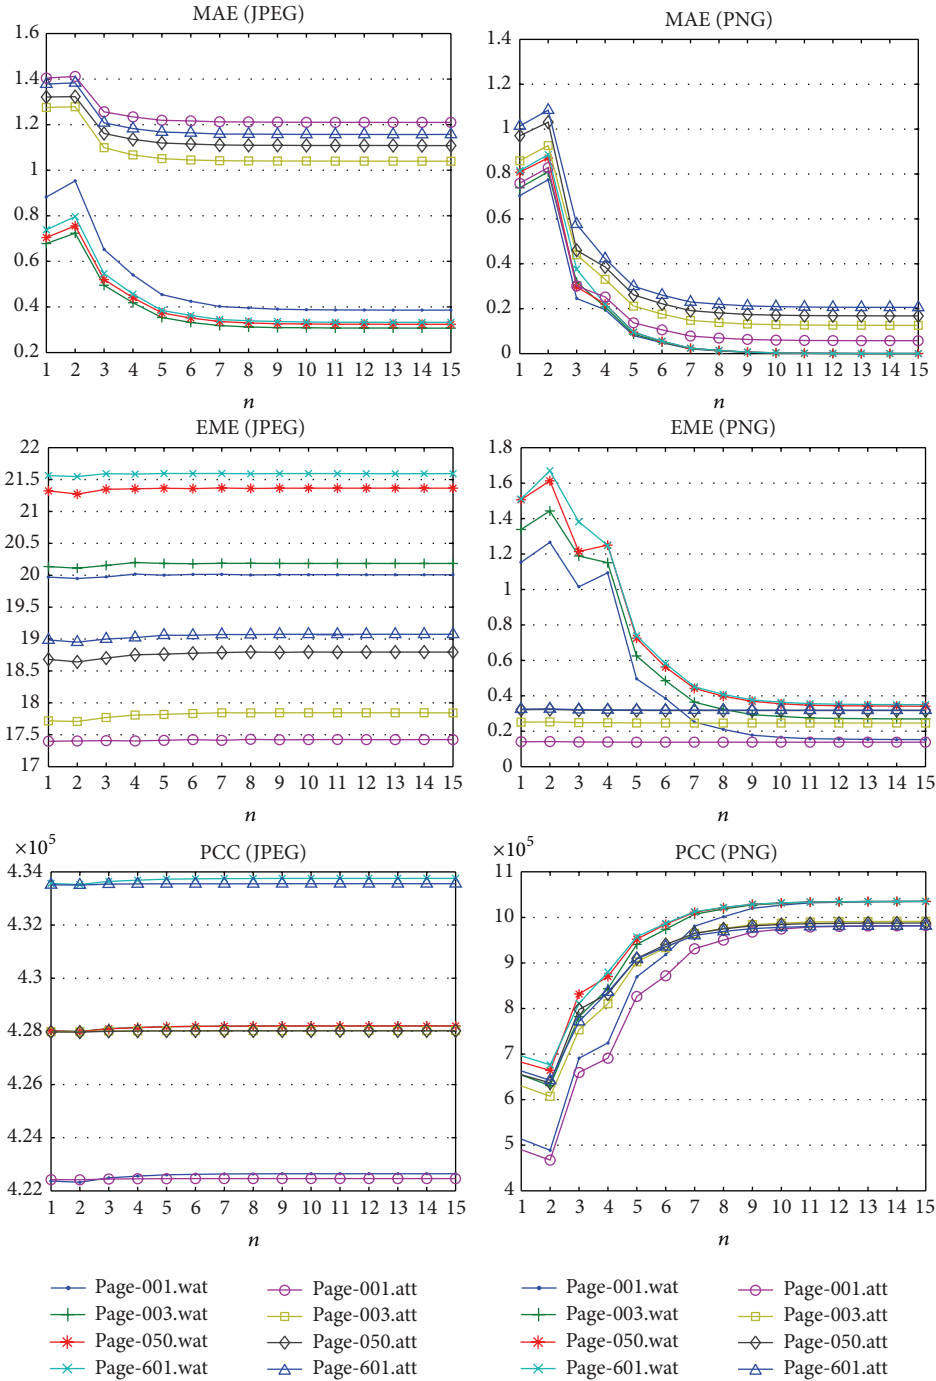 MAE (JPEG)
1.6
1.4
1.2
1
0.8
0.6
0.4
0.2
1 2 3 4 5 6 7 8 9 10 11 12 13 14 15
n
MAE (PNG)
1.4
1.2
1
0.8
0.6
0.4
0.2
0
1 2 3 4 5 6 7 8 9 10 11 12 13 14 15
n
EME (JPEG)
22
21.5
21
20.5
20
19.5
19
18.5
18
17.5
17
1 2 3 4 5 6 7 8 9 10 11 12 13 14 15
n
EME (PNG)
1.8
1.6
1.4
1.2
1
0.8
0.6
0.4
0.2
0
1 2 3 4 5 6 7 8 9 10 11 12 13 14 15
n
×10⁵
PCC (JPEG)
4.34
4.32
4.3
4.28
4.26
4.24
4.22
1 2 3 4 5 6 7 8 9 10 11 12 13 14 15
n
×10⁵
PCC (PNG)
11
10
9
8
7
6
5
4
1 2 3 4 5 6 7 8 9 10 11 12 13 14 15
n
Page-001.wat
Page-003.wat
Page-050.wat
Page-601.wat
Page-001.att
Page-003.att
Page-050.att
Page-601.att
Page-001.wat
Page-003.wat
Page-050.wat
Page-601.wat
Page-001.att
Page-003.att
Page-050.att
Page-601.att